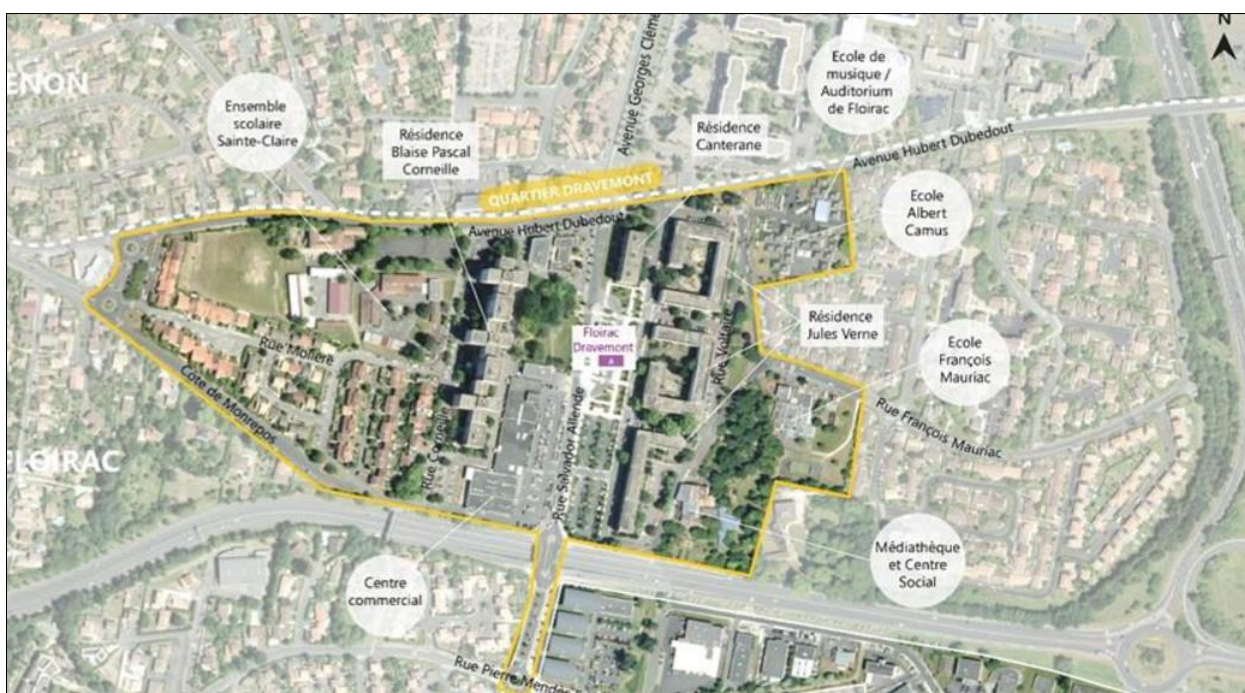 N
ENON
Avenue Georges Cléme
Ecole de
musique /
Auditorium
de Floirac
Ensemble
scolaire
Sainte-Claire
Résidence
Blaise Pascal
Corneille
Résidence
Canterane
Avenue Hubert Dubedout
QUARTIER DRAVEMONT
Avenue Hubert Dubedout
Ecole
Albert
Camus
Floirac
Dravemont
A
Résidence
Jules Verne
Rue Voltaire
Ecole
François
Mauriac
Rue Molière
Côte de Monrepos
Rue Corneille
Rue Salvador Allende
Rue François Mauriac
FLOIRAC
Centre
commercial
Médiathèque
et Centre
Social
Rue Pierre Mendes